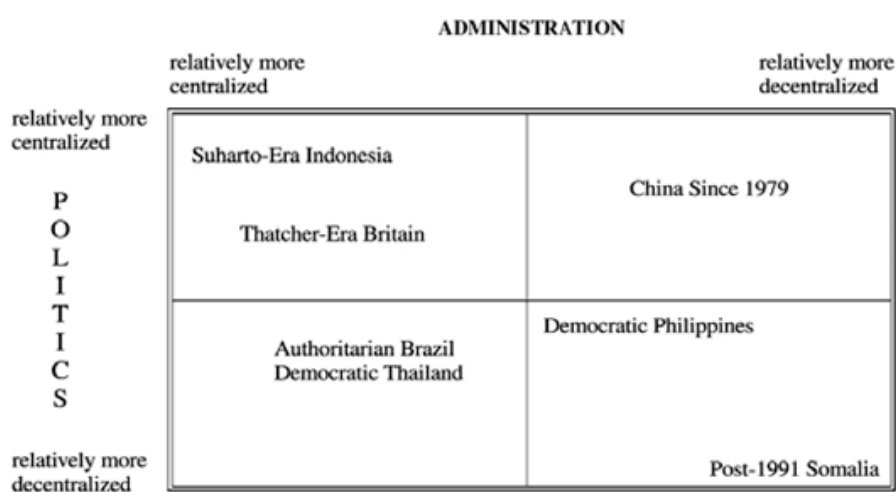 ADMINISTRATION
relatively more
centralized
relatively more
decentralized
relatively more
centralized
POLITICS
Suharto-Era Indonesia
China Since 1979
Thatcher-Era Britain
Democratic Philippines
Authoritarian Brazil
Democratic Thailand
relatively more
decentralized
Post-1991 Somalia